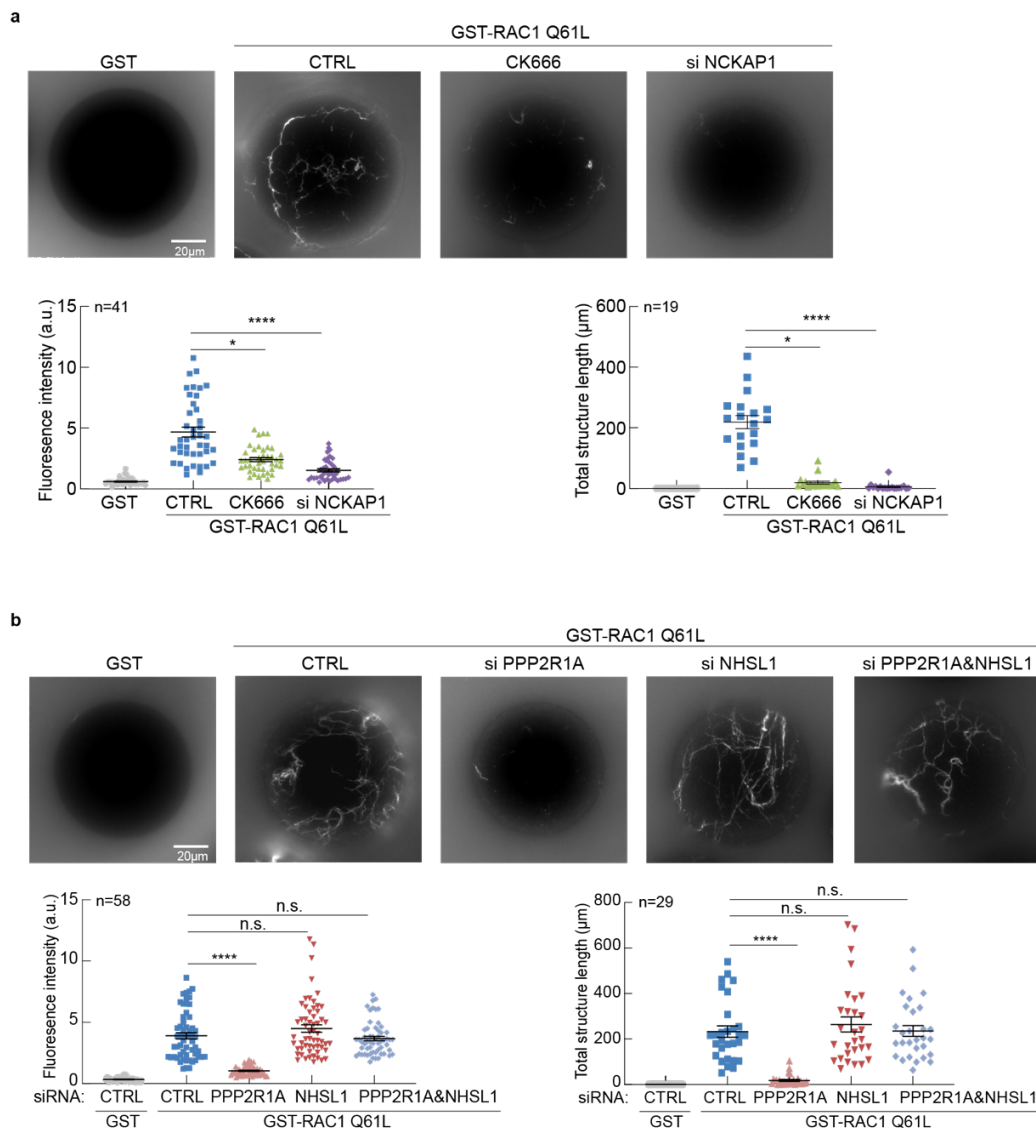 a
GST-RAC1 Q61L
GST CTRL CK666 si NCKAP1
20µm
Fluorescence intensity (a.u.)
15
10
5
0
n=41
****
*
GST CTRL CK666 si NCKAP1
GST-RAC1 Q61L
Total structure length (µm)
600
400
200
0
n=19
****
*
GST CTRL CK666 si NCKAP1
GST-RAC1 Q61L
b
GST-RAC1 Q61L
GST CTRL si PPP2R1A si NHSL1 si PPP2R1A&NHSL1
20µm
Fluorescence intensity (a.u.)
15
10
5
0
n=58
n.s.
n.s.
****
siRNA: CTRL CTRL PPP2R1A NHSL1 PPP2R1A&NHSL1
GST GST-RAC1 Q61L
Total structure length (µm)
800
600
400
200
0
n=29
n.s.
n.s.
****
siRNA: CTRL CTRL PPP2R1A NHSL1 PPP2R1A&NHSL1
GST GST-RAC1 Q61L